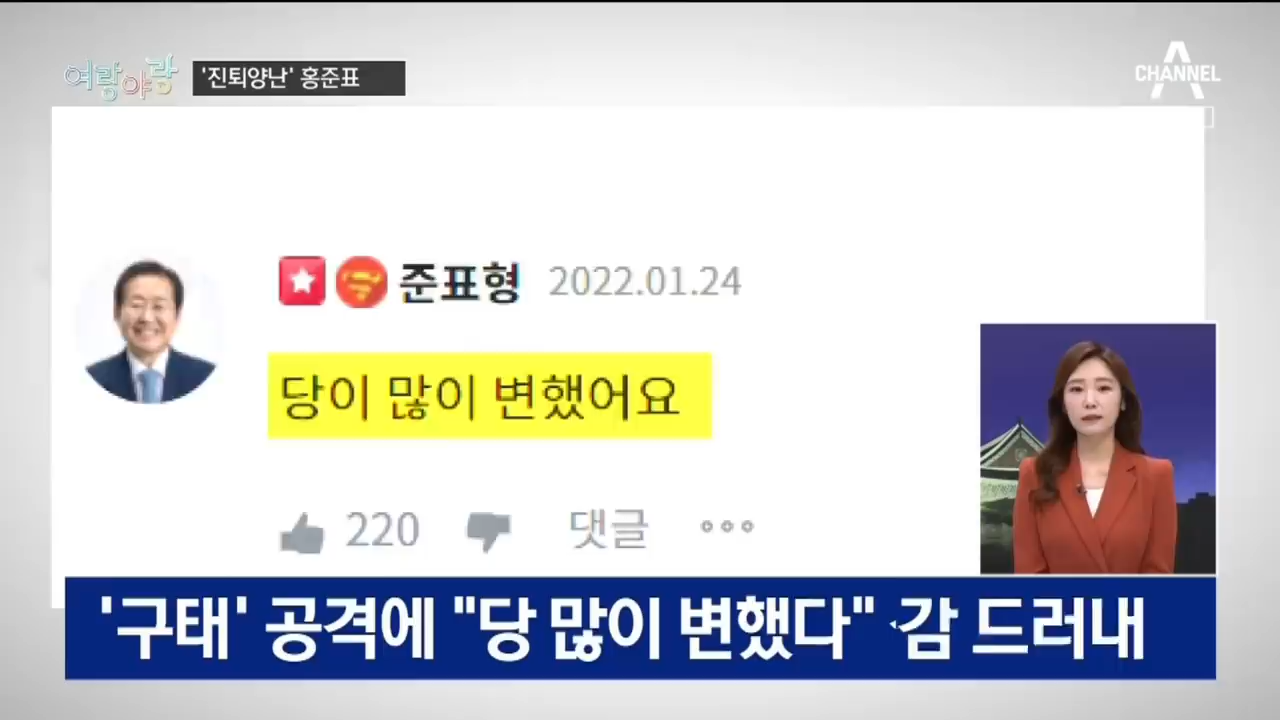 여랑야랑
'진퇴양난' 홍준표
CHANNEL A
준표형 2022.01.24
당이 많이 변했어요
220 댓글
'구태' 공격에 "당 많이 변했다" 감 드러내